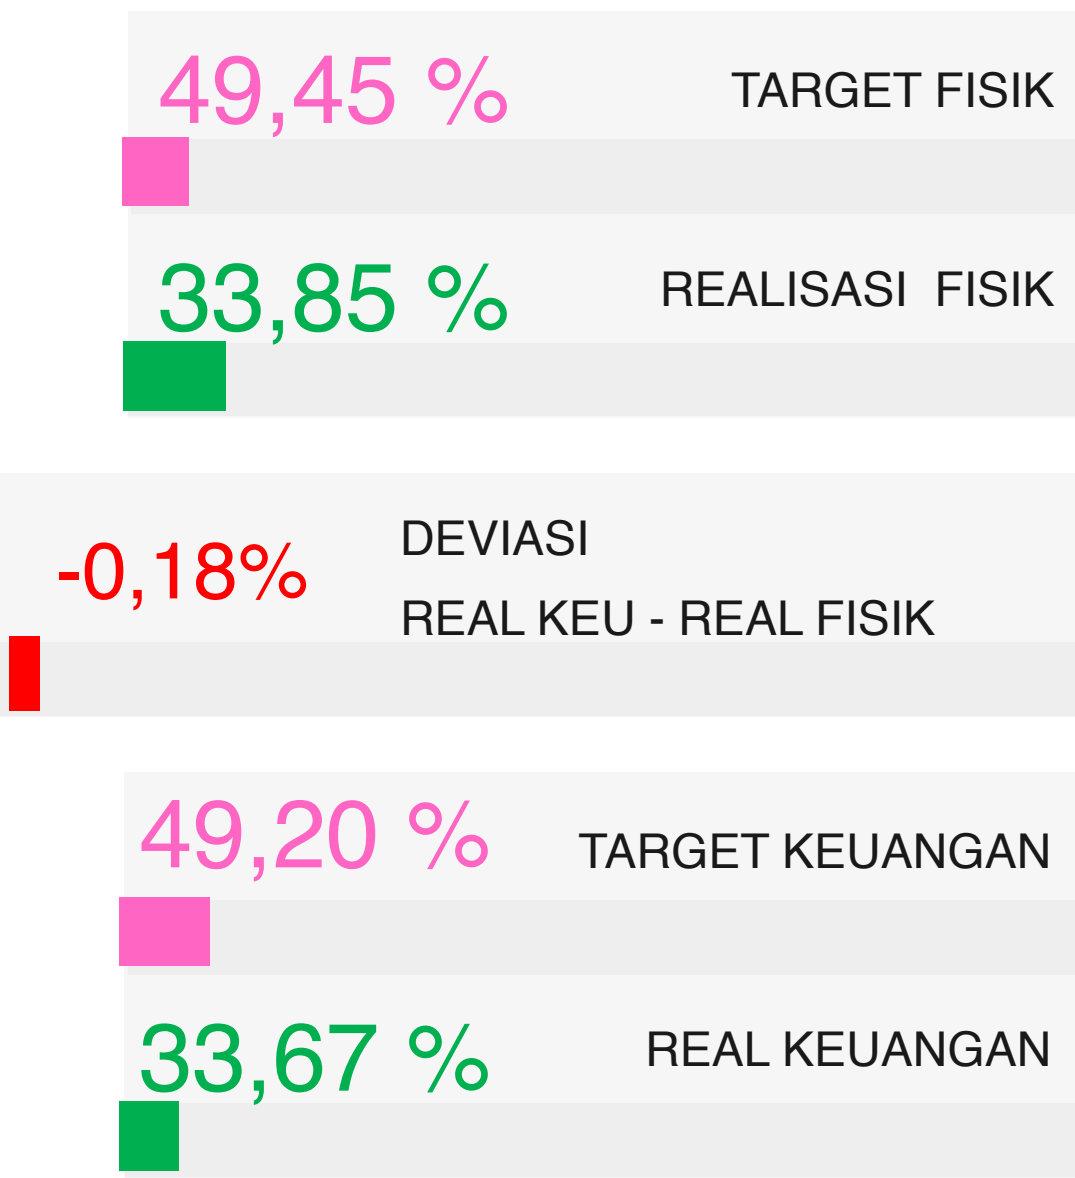 49,45 % TARGET FISIK
33,85 % REALISASI FISIK
DEVIASI
-0,18%
REAL KEU - REAL FISIK
49,20 % TARGET KEUANGAN
33,67 % REAL KEUANGAN